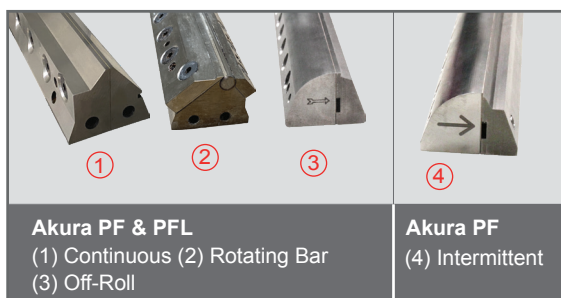 1
2
3
4
Akura PF & PFL
(1) Continuous (2) Rotating Bar
(3) Off-Roll
Akura PF
(4) Intermittent